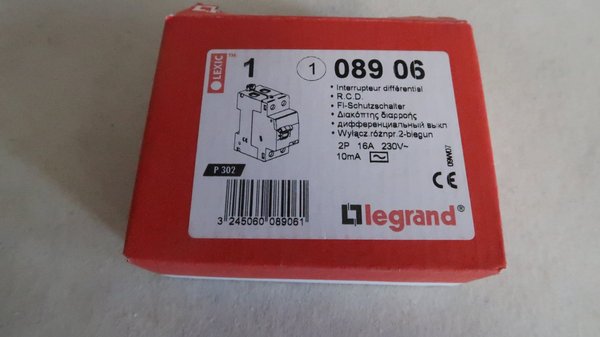 LEXIC™
1
1 089 06
• Interrupteur différentiel
• R.C.D.
• FI-Schutzschalter
• Διακόπτης διαρροής
• дифференциальный выкл
• Wyłącz.różnpr.2-biegun
2P 16A 230V~
10mA
P 302
CE
3 245060 089061
legrand®